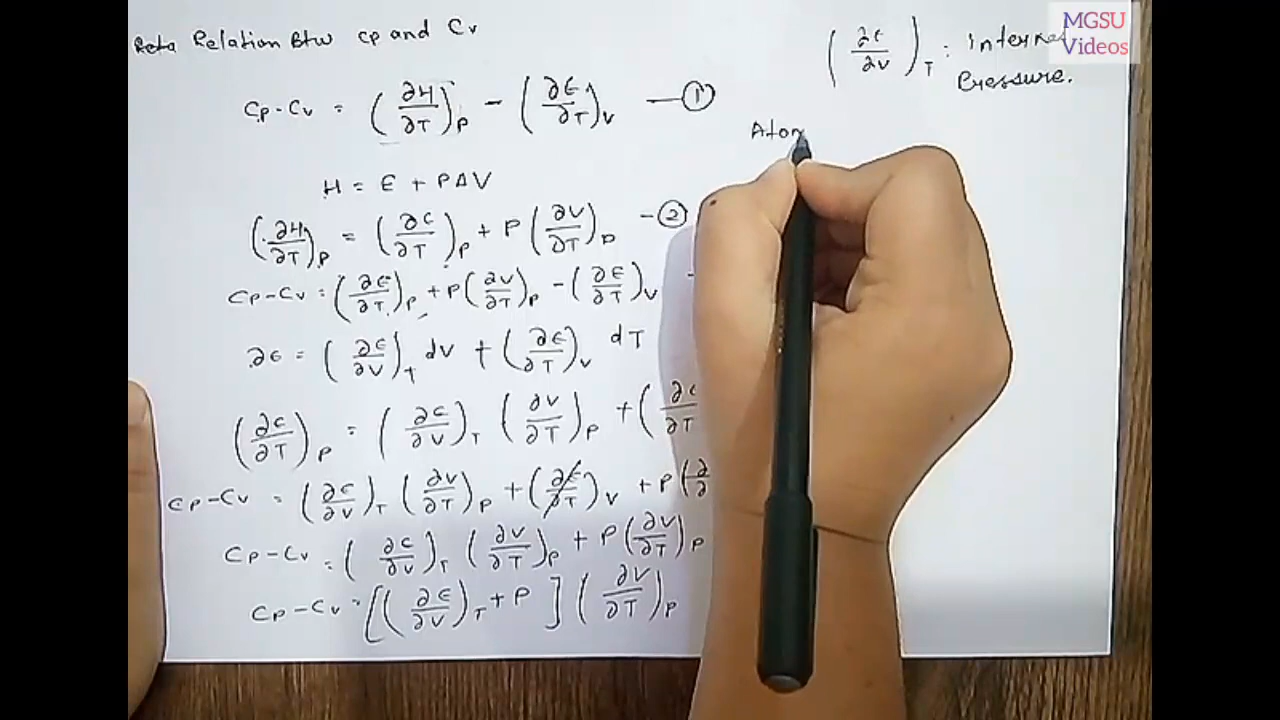 Relation Btw Cp and Cv
Cp-Cv = (∂H/∂T)P - (∂E/∂T)V — ①
H = E + PΔV
(∂H/∂T)P = (∂E/∂T)P + P(∂V/∂T)P - ②
Cp-Cv = (∂E/∂T)P + P(∂V/∂T)P - (∂E/∂T)V
∂E = (∂E/∂V)T dV + (∂E/∂T)V dT
(∂E/∂T)P = (∂E/∂V)T (∂V/∂T)P + (∂E/∂T
Cp-Cv = (∂E/∂V)T (∂V/∂T)P + (∂E/∂T)V + P(∂/∂
Cp-Cv = (∂E/∂V)T (∂V/∂T)P + P(∂V/∂T)P
Cp-Cv = [(∂E/∂V)T + P] (∂V/∂T)P
MGSU
Videos
(∂E/∂V)T : Internal
Pressure.
Atom